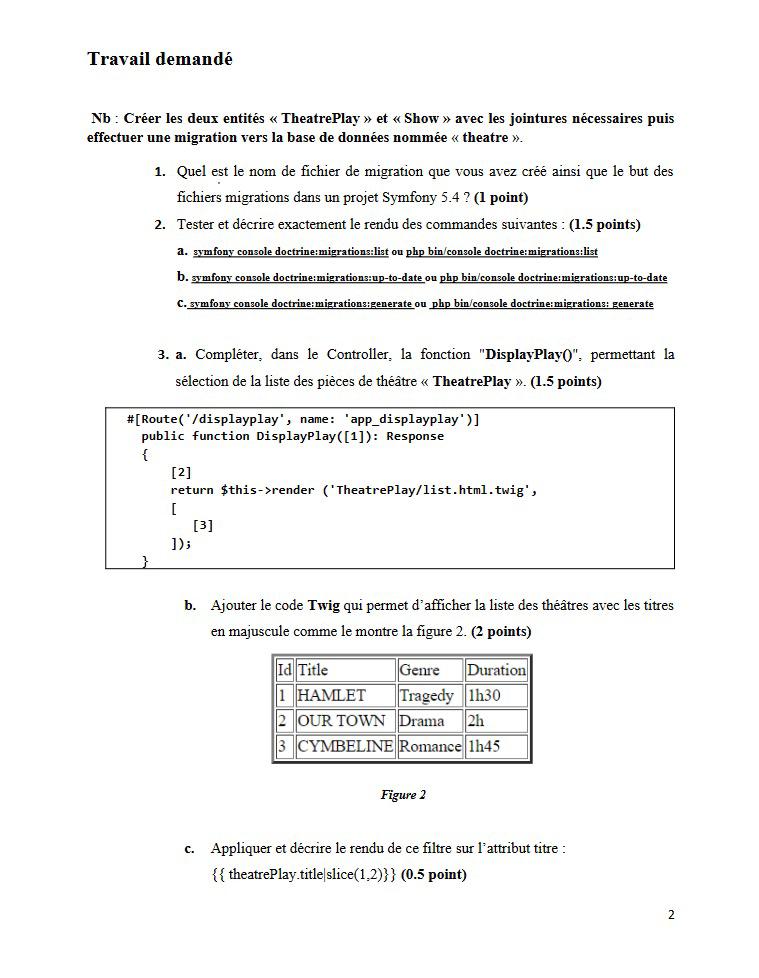 Travail demandé
Nb : Créer les deux entités « TheatrePlay » et « Show » avec les jointures nécessaires puis
effectuer une migration vers la base de données nommée « theatre ».
1. Quel est le nom de fichier de migration que vous avez créé ainsi que le but des
fichiers migrations dans un projet Symfony 5.4 ? (1 point)
2. Tester et décrire exactement le rendu des commandes suivantes : (1.5 points)
a. symfony console doctrine:migrations:list ou php bin/console doctrine:migrations:list
b. symfony console doctrine:migrations:up-to-date ou php bin/console doctrine:migrations:up-to-date
c. symfony console doctrine:migrations:generate ou php bin/console doctrine:migrations: generate
3. a. Compléter, dans le Controller, la fonction "DisplayPlay()", permettant la
sélection de la liste des pièces de théâtre « TheatrePlay ». (1.5 points)
#[Route('/displayplay', name: 'app_displayplay')]
public function DisplayPlay([1]): Response
{
[2]
return $this->render ('TheatrePlay/list.html.twig',
[
[3]
]);
}
b. Ajouter le code Twig qui permet d'afficher la liste des théâtres avec les titres
en majuscule comme le montre la figure 2. (2 points)
Id Title Genre Duration
1 HAMLET Tragedy 1h30
2 OUR TOWN Drama 2h
3 CYMBELINE Romance 1h45
Figure 2
c. Appliquer et décrire le rendu de ce filtre sur l'attribut titre :
{{ theatrePlay.title|slice(1,2)}} (0.5 point)
2